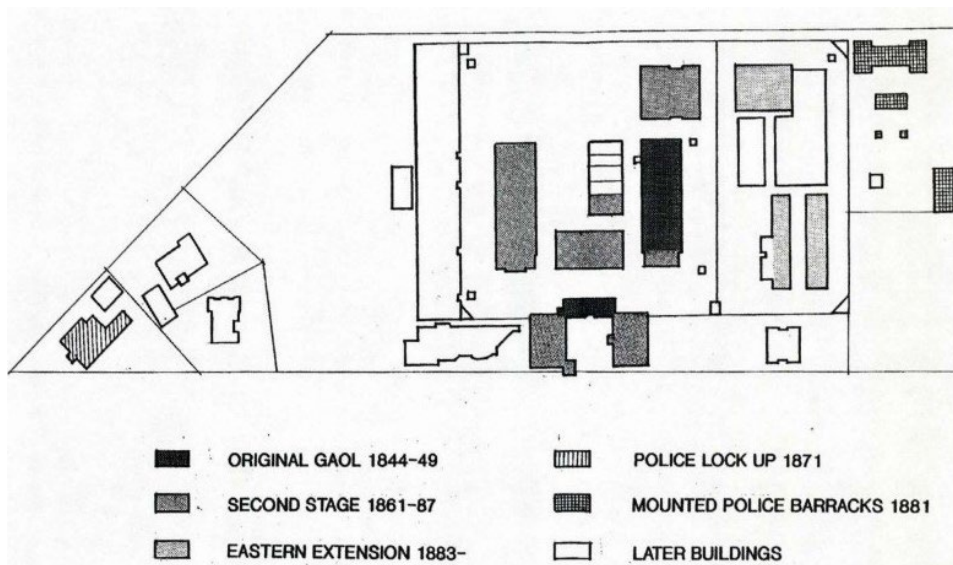 ORIGINAL GAOL 1844-49
SECOND STAGE 1861-87
EASTERN EXTENSION 1883-
POLICE LOCK UP 1871
MOUNTED POLICE BARRACKS 1881
LATER BUILDINGS